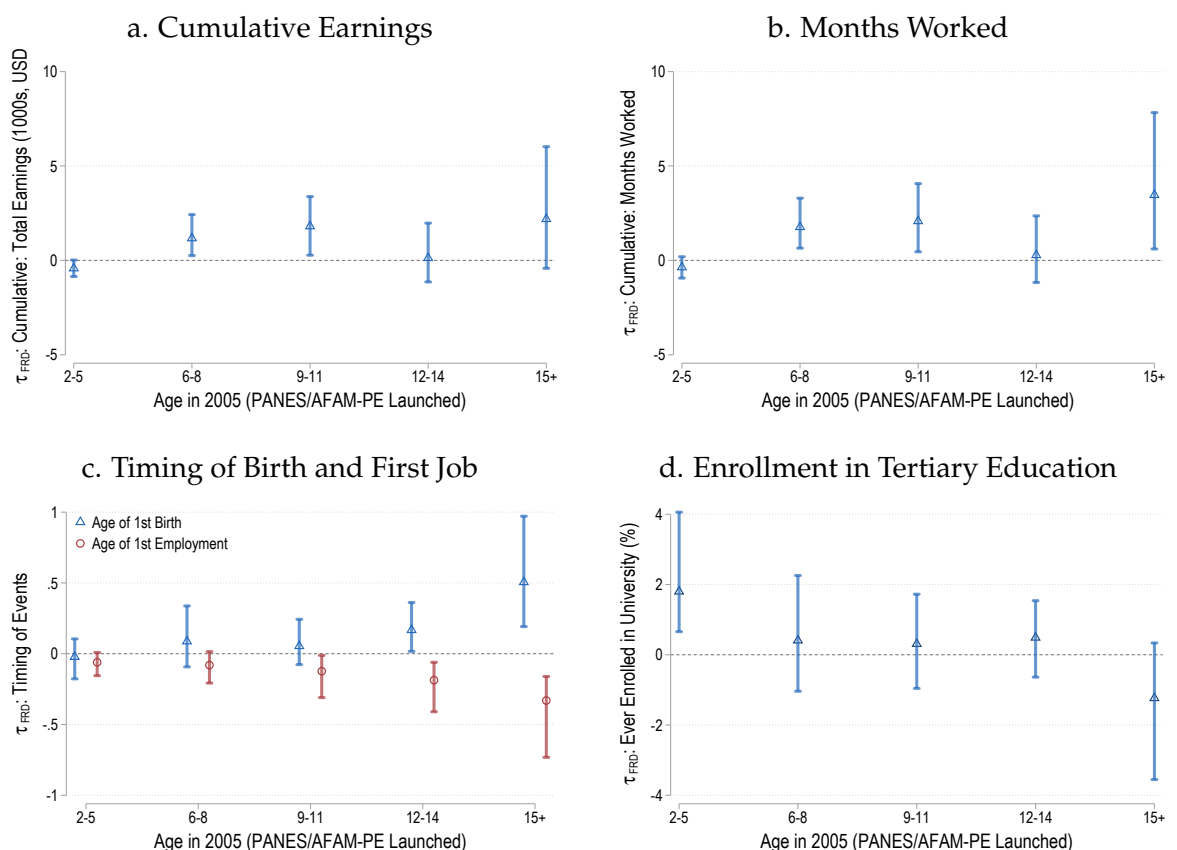 a. Cumulative Earnings
τ FRD: Cumulative: Total Earnings (1000s, USD
10
5
0
-5
2-5 6-8 9-11 12-14 15+
Age in 2005 (PANES/AFAM-PE Launched)
b. Months Worked
τ FRD: Cumulative: Months Worked
10
5
0
-5
2-5 6-8 9-11 12-14 15+
Age in 2005 (PANES/AFAM-PE Launched)
c. Timing of Birth and First Job
τ FRD: Timing of Events
1
.5
0
-.5
-1
Age of 1st Birth
Age of 1st Employment
2-5 6-8 9-11 12-14 15+
Age in 2005 (PANES/AFAM-PE Launched)
d. Enrollment in Tertiary Education
τ FRD: Ever Enrolled in University (%)
4
2
0
-2
-4
2-5 6-8 9-11 12-14 15+
Age in 2005 (PANES/AFAM-PE Launched)